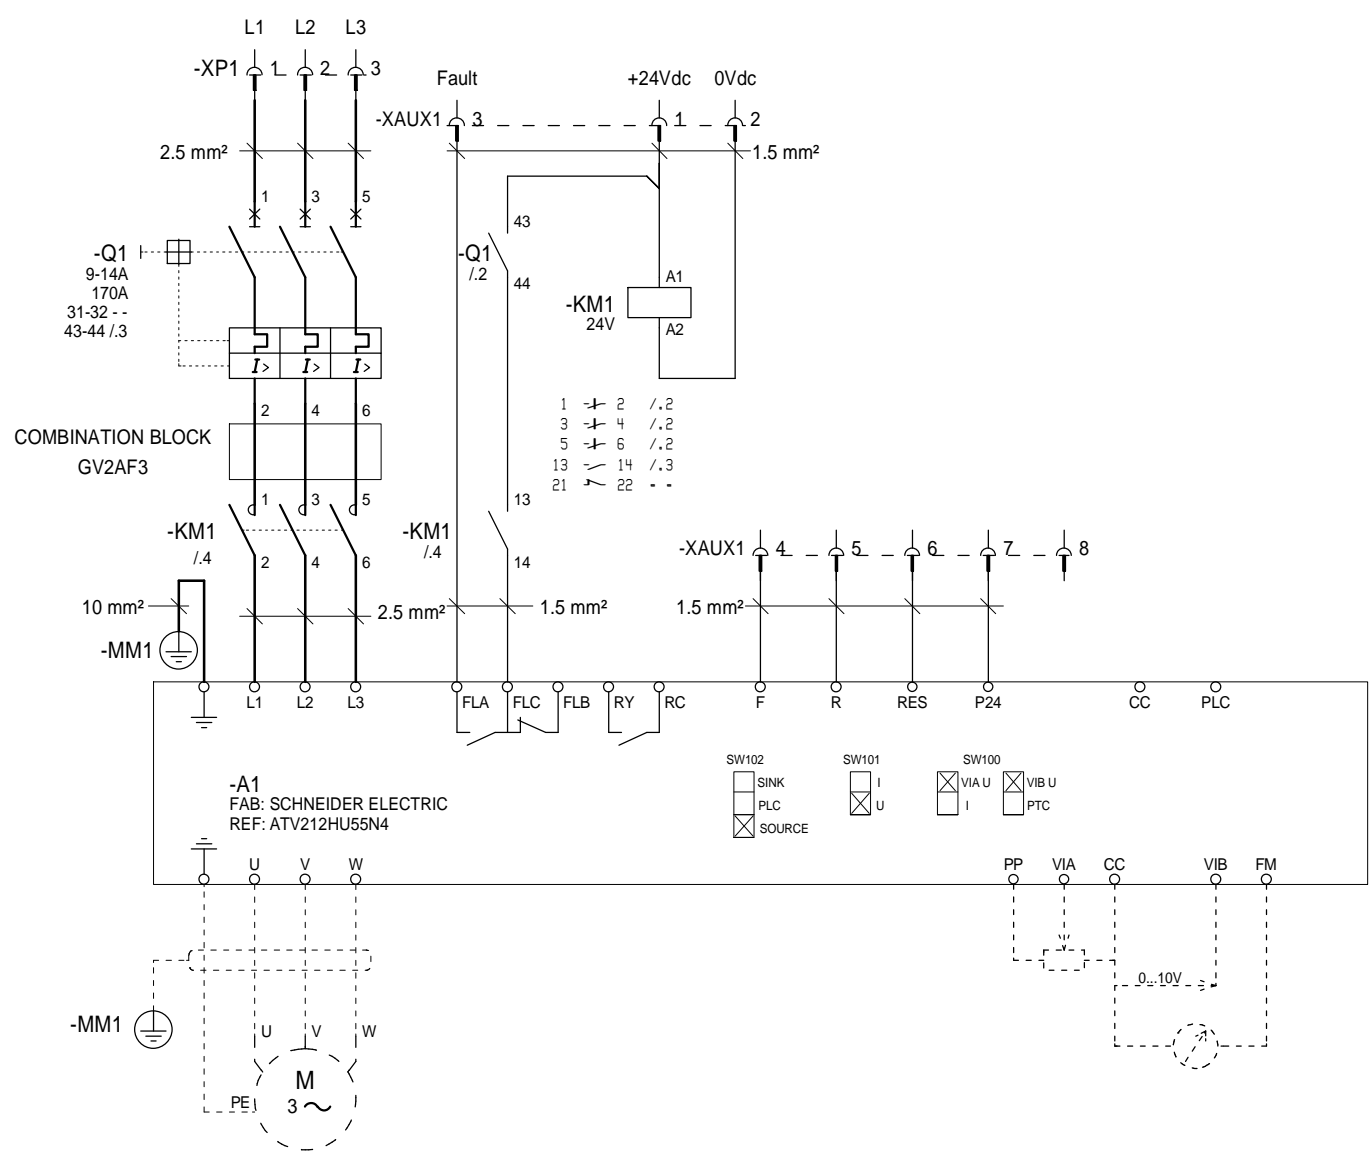 L1 L2 L3
-XP1 1 2 3
Fault +24Vdc 0Vdc
-XAUX1 3 1 2
2.5 mm² 1.5 mm²
1 3 5
-Q1
9-14A
170A
31-32 - -
43-44 /.3
43
-Q1
/.2
44
A1
-KM1
24V
A2
I> I> I>
2 4 6
COMBINATION BLOCK
GV2AF3
1 2 /.2
3 4 /.2
5 6 /.2
13 14 /.3
21 22 - -
1 3 5
-KM1
/.4
2 4 6
13
-KM1
/.4
14
-XAUX1 4 5 6 7 8
10 mm² 2.5 mm² 1.5 mm² 1.5 mm²
-MM1
L1 L2 L3 FLA FLC FLB RY RC F R RES P24 CC PLC
-A1
FAB: SCHNEIDER ELECTRIC
REF: ATV212HU55N4
SW102
SINK
PLC
SOURCE
SW101
I
U
SW100
VIA U VIB U
I PTC
U V W
PP VIA CC VIB FM
0...10V
-MM1
U V W
M
3
PE